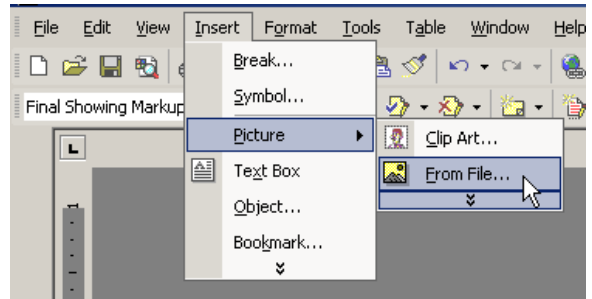 File Edit View Insert Format Tools Table Window Help
Break...
Final Showing Markup
Symbol...
Picture
Clip Art...
Text Box
From File...
Object...
Bookmark...